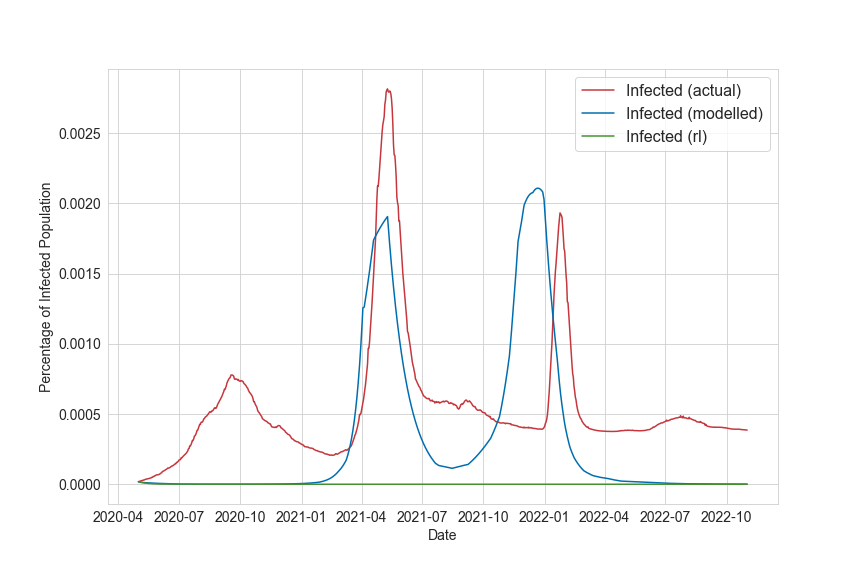 Infected (actual)
Infected (modelled)
Infected (rl)
Percentage of Infected Population
0.0025
0.0020
0.0015
0.0010
0.0005
0.0000
2020-04 2020-07 2020-10 2021-01 2021-04 2021-07 2021-10 2022-01 2022-04 2022-07 2022-10
Date